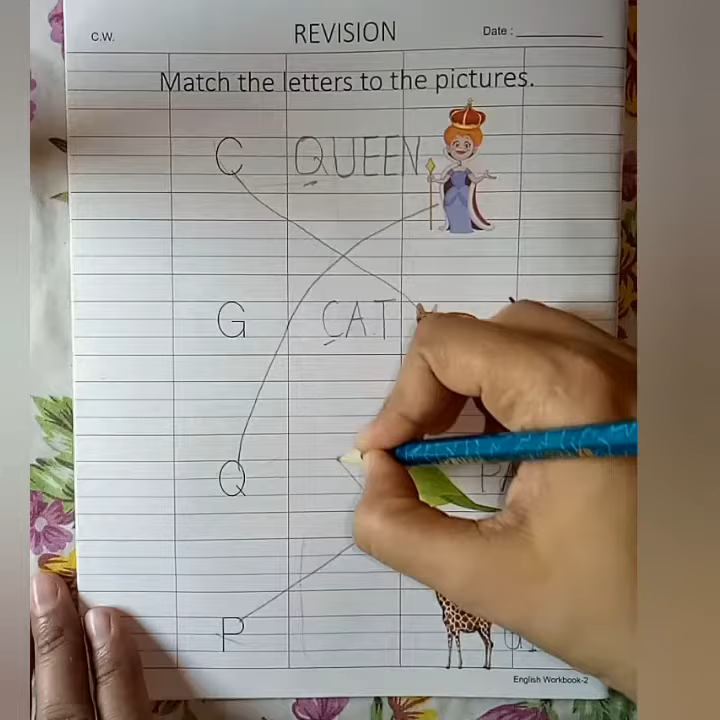 C.W. REVISION Date :
Match the letters to the pictures.
C QUEEN
G CAT
Q
P
English Workbook-2